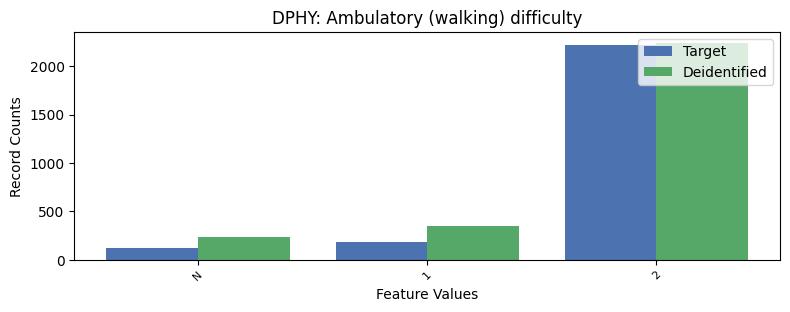 DPHY: Ambulatory (walking) difficulty
Target
Deidentified
Record Counts
2000
1500
1000
500
0
N
1
2
Feature Values